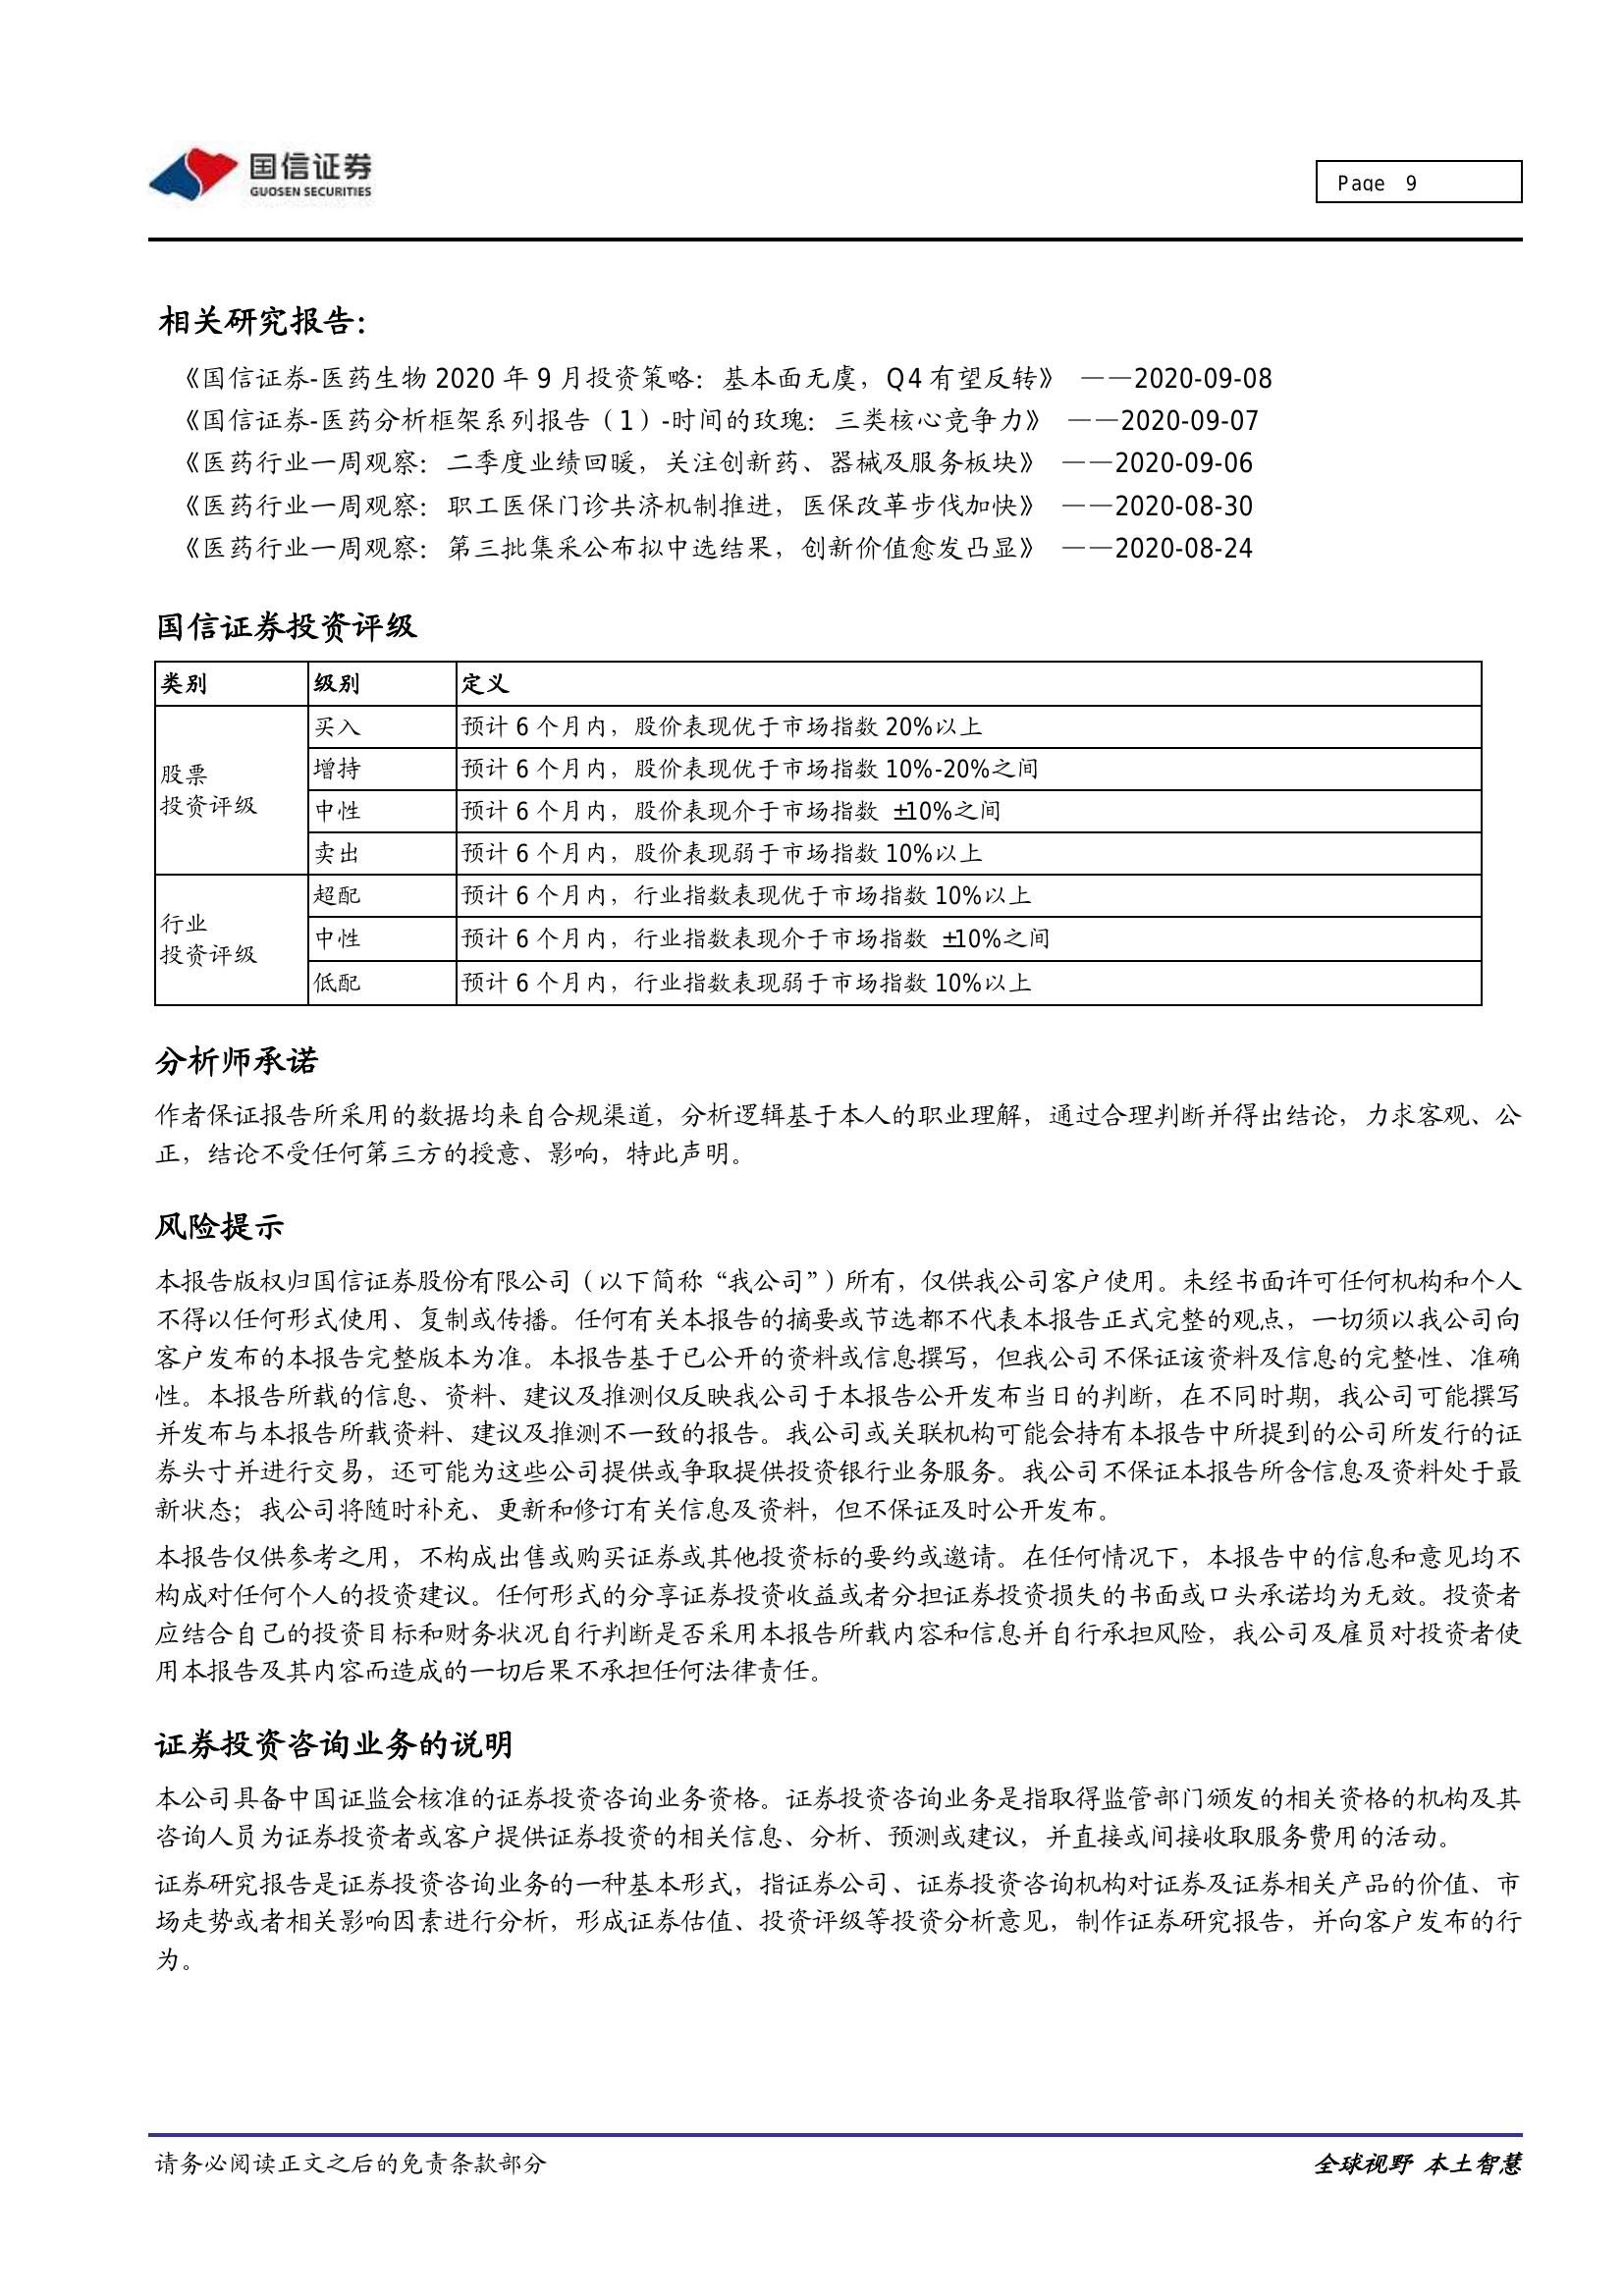 国信证券
GUOSEN SECURITIES
Page 9
相关研究报告：
《国信证券-医药生物 2020 年 9 月投资策略：基本面无虞，Q4 有望反转》 ——2020-09-08
《国信证券-医药分析框架系列报告（1）-时间的玫瑰：三类核心竞争力》 ——2020-09-07
《医药行业一周观察：二季度业绩回暖，关注创新药、器械及服务板块》 ——2020-09-06
《医药行业一周观察：职工医保门诊共济机制推进，医保改革步伐加快》 ——2020-08-30
《医药行业一周观察：第三批集采公布拟中选结果，创新价值愈发凸显》 ——2020-08-24
国信证券投资评级
类别 级别 定义
股票
投资评级
买入 预计 6 个月内，股价表现优于市场指数 20%以上
增持 预计 6 个月内，股价表现优于市场指数 10%-20%之间
中性 预计 6 个月内，股价表现介于市场指数 ±10%之间
卖出 预计 6 个月内，股价表现弱于市场指数 10%以上
行业
投资评级
超配 预计 6 个月内，行业指数表现优于市场指数 10%以上
中性 预计 6 个月内，行业指数表现介于市场指数 ±10%之间
低配 预计 6 个月内，行业指数表现弱于市场指数 10%以上
分析师承诺
作者保证报告所采用的数据均来自合规渠道，分析逻辑基于本人的职业理解，通过合理判断并得出结论，力求客观、公
正，结论不受任何第三方的授意、影响，特此声明。
风险提示
本报告版权归国信证券股份有限公司（以下简称“我公司”）所有，仅供我公司客户使用。未经书面许可任何机构和个人
不得以任何形式使用、复制或传播。任何有关本报告的摘要或节选都不代表本报告正式完整的观点，一切须以我公司向
客户发布的本报告完整版本为准。本报告基于已公开的资料或信息撰写，但我公司不保证该资料及信息的完整性、准确
性。本报告所载的信息、资料、建议及推测仅反映我公司于本报告公开发布当日的判断，在不同时期，我公司可能撰写
并发布与本报告所载资料、建议及推测不一致的报告。我公司或关联机构可能会持有本报告中所提到的公司所发行的证
券头寸并进行交易，还可能为这些公司提供或争取提供投资银行业务服务。我公司不保证本报告所含信息及资料处于最
新状态；我公司将随时补充、更新和修订有关信息及资料，但不保证及时公开发布。
本报告仅供参考之用，不构成出售或购买证券或其他投资标的要约或邀请。在任何情况下，本报告中的信息和意见均不
构成对任何个人的投资建议。任何形式的分享证券投资收益或者分担证券投资损失的书面或口头承诺均为无效。投资者
应结合自己的投资目标和财务状况自行判断是否采用本报告所载内容和信息并自行承担风险，我公司及雇员对投资者使
用本报告及其内容而造成的一切后果不承担任何法律责任。
证券投资咨询业务的说明
本公司具备中国证监会核准的证券投资咨询业务资格。证券投资咨询业务是指取得监管部门颁发的相关资格的机构及其
咨询人员为证券投资者或客户提供证券投资的相关信息、分析、预测或建议，并直接或间接收取服务费用的活动。
证券研究报告是证券投资咨询业务的一种基本形式，指证券公司、证券投资咨询机构对证券及证券相关产品的价值、市
场走势或者相关影响因素进行分析，形成证券估值、投资评级等投资分析意见，制作证券研究报告，并向客户发布的行
为。
请务必阅读正文之后的免责条款部分
全球视野 本土智慧